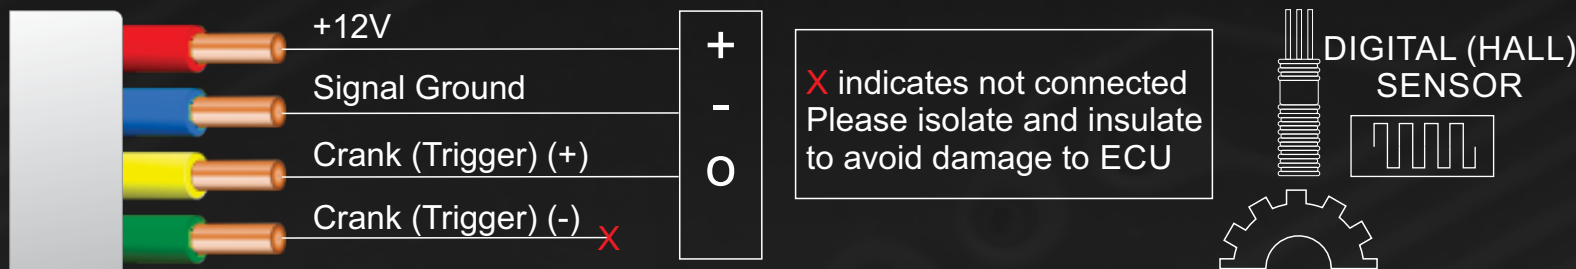 +12V
Signal Ground
Crank (Trigger) (+)
Crank (Trigger) (-)
X
+
-
O
X indicates not connected
Please isolate and insulate
to avoid damage to ECU
DIGITAL (HALL)
SENSOR